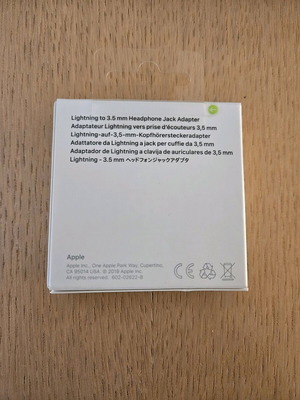 Lightning to 3.5 mm Headphone Jack Adapter
Adaptateur Lightning vers prise d'écouteurs 3,5 mm
Lightning-auf-3,5-mm-Kopfhörersteckeradapter
Adattatore da Lightning a jack per cuffie da 3,5 mm
Adaptador de Lightning a clavija de auriculares de 3,5 mm
Lightning - 3.5 mm ヘッドフォンジャックアダプタ
Apple
Apple Inc., One Apple Park Way, Cupertino,
CA 95014 USA. © 2019 Apple Inc.
All rights reserved.
CE